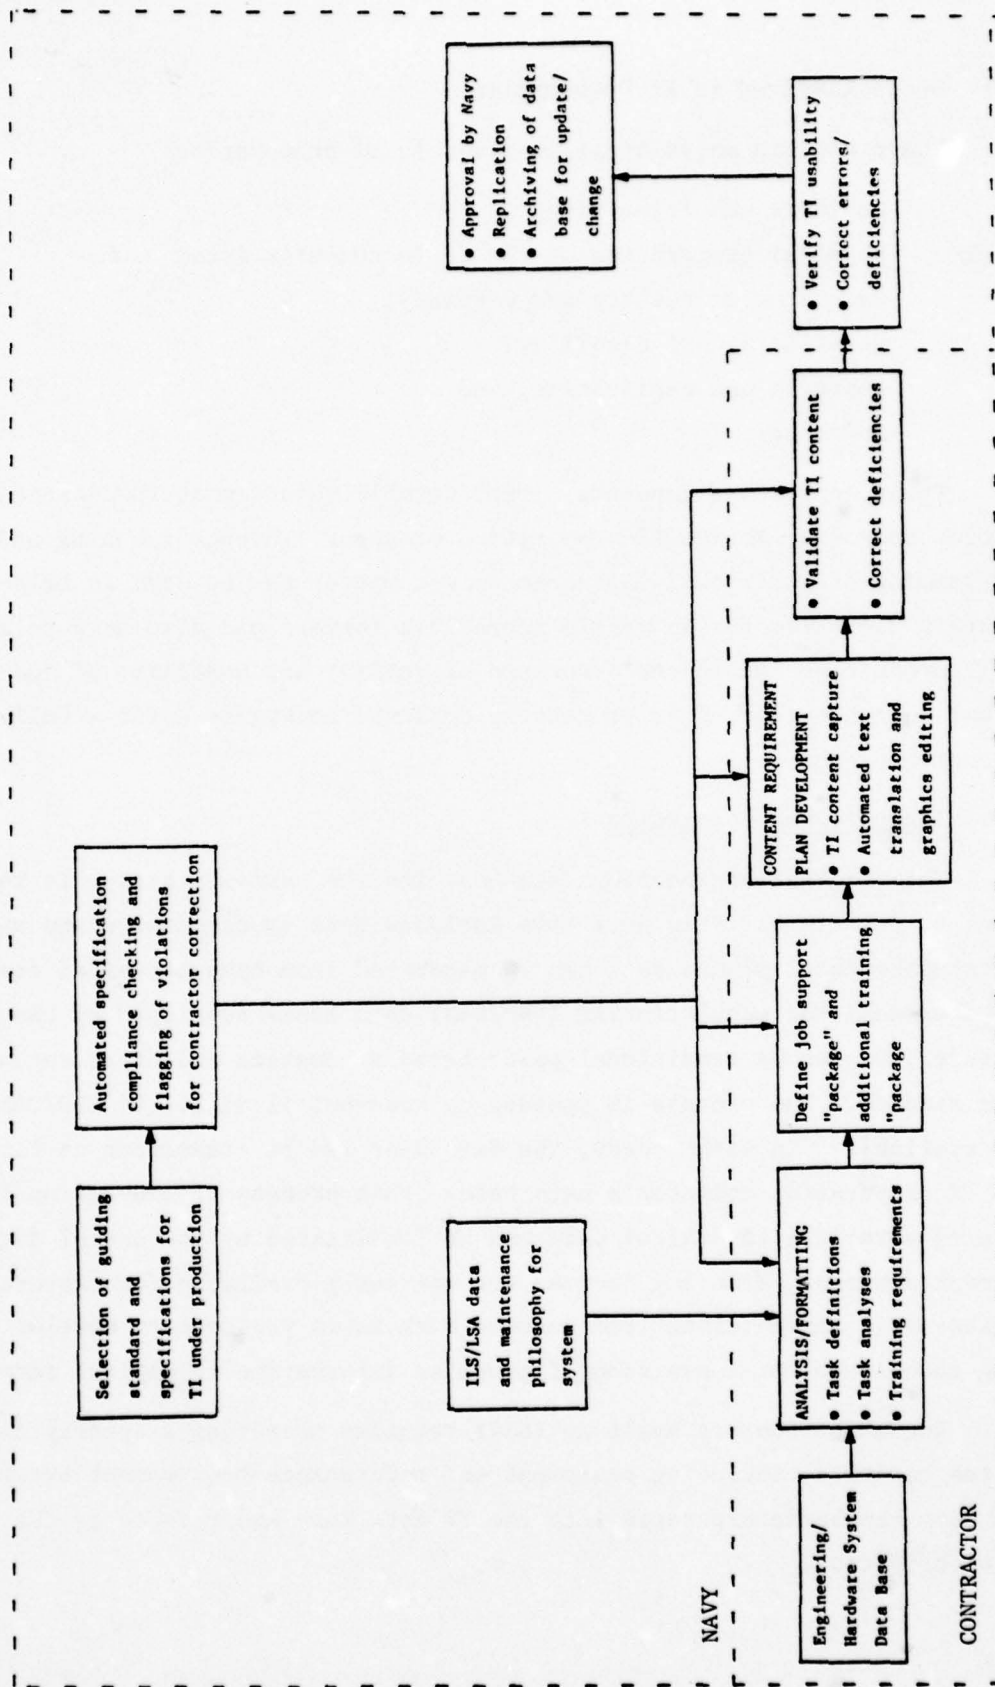 Selection of guiding
standard and
specifications for
TI under production
Automated specification
compliance checking and
flagging of violations
for contractor correction
ILS/LSA data
and maintenance
philosophy for
system
• Approval by Navy
• Replication
• Archiving of data
base for update/
change
NAVY
Engineering/
Hardware System
Data Base
ANALYSIS/FORMATTING
• Task definitions
• Task analyses
• Training requirements
Define job support
"package" and
additional training
"package
CONTENT REQUIREMENT
PLAN DEVELOPMENT
• TI content capture
• Automated text
translation and
graphics editing
• Validate TI content
• Correct deficiencies
• Verify TI usability
• Correct errors/
deficiencies
CONTRACTOR